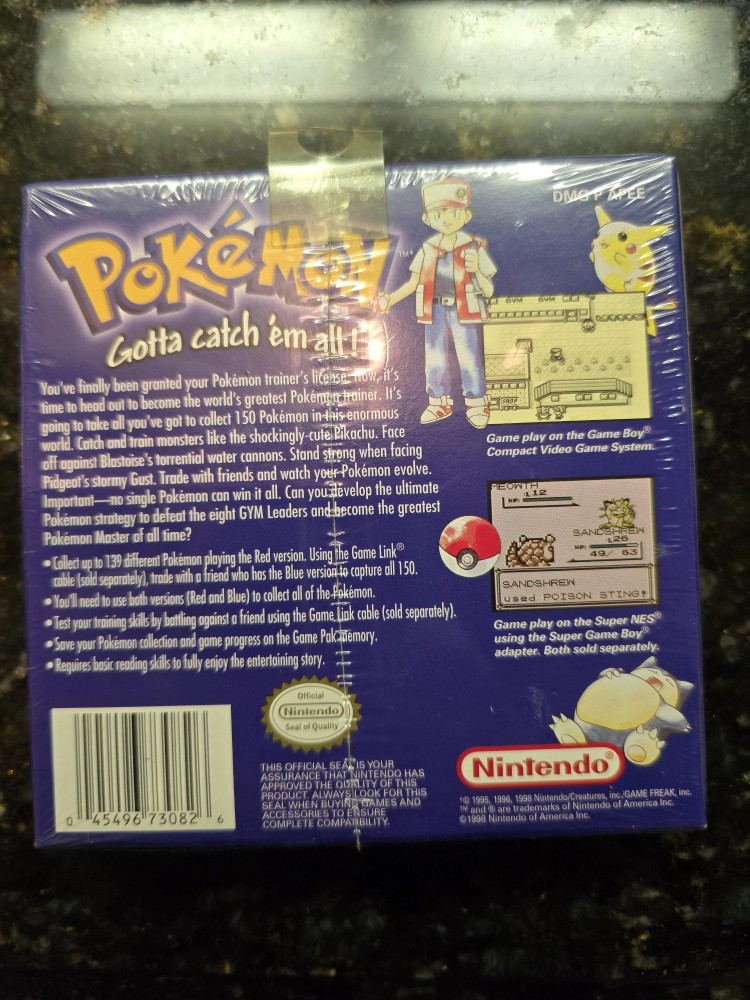 DMG P APEE
POKéMON™
Gotta catch 'em all!
You've finally been granted your Pokémon trainer's license. Now, it's
time to head out to become the world's greatest Pokémon trainer. It's
going to take all you've got to collect 150 Pokémon in this enormous
world. Catch and train monsters like the shockingly-cute Pikachu. Face
off against Blastoise's torrential water cannons. Stand strong when facing
Pidgeot's stormy Gust. Trade with friends and watch your Pokémon evolve.
Important—no single Pokémon can win it all. Can you develop the ultimate
Pokémon strategy to defeat the eight GYM Leaders and become the greatest
Pokémon Master of all time?
• Collect up to 139 different Pokémon playing the Red version. Using the Game Link®
cable (sold separately), trade with a friend who has the Blue version to capture all 150.
• You'll need to use both versions (Red and Blue) to collect all of the Pokémon.
• Test your training skills by battling against a friend using the Game Link cable (sold separately).
• Save your Pokémon collection and game progress on the Game Pak memory.
• Requires basic reading skills to fully enjoy the entertaining story.
GYM GYM
SHOP
Game play on the Game Boy®
Compact Video Game System.
MEOWTH
:L12
HP:
SANDSHREW
:L26
HP:
49/ 63
SANDSHREW
used POISON STING!
Game play on the Super NES®
using the Super Game Boy®
adapter. Both sold separately.
Official
Nintendo
Seal of Quality
THIS OFFICIAL SEAL IS YOUR
ASSURANCE THAT NINTENDO HAS
APPROVED THE QUALITY OF THIS
PRODUCT. ALWAYS LOOK FOR THIS
SEAL WHEN BUYING GAMES AND
ACCESSORIES TO ENSURE
COMPLETE COMPATIBILITY.
0 45496 73082 6
Nintendo®
©1995, 1996, 1998 Nintendo/Creatures, inc./GAME FREAK, inc.
™ and ® are trademarks of Nintendo of America Inc.
©1998 Nintendo of America Inc.